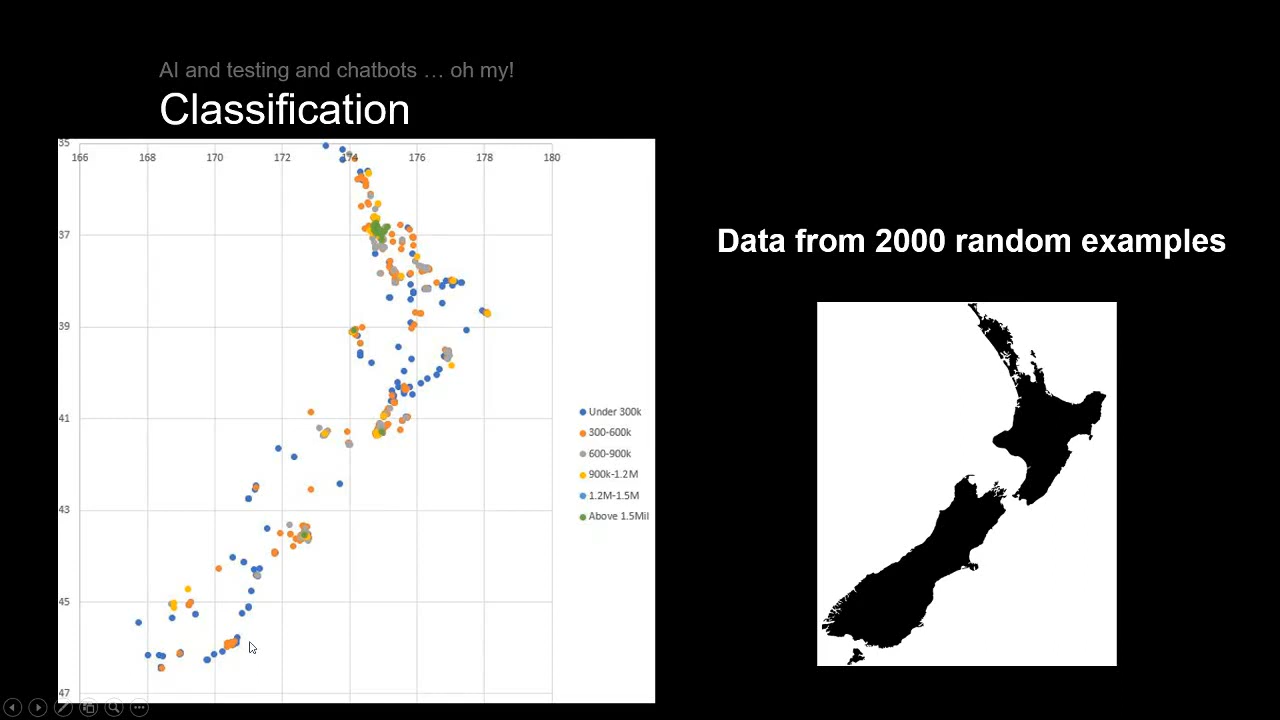 AI and testing and chatbots … oh my!
Classification
35
166 168 170 172 174 176 178 180
37
39
41
43
45
47
Under 300k
300-600k
600-900k
900k-1.2M
1.2M-1.5M
Above 1.5Mil
Data from 2000 random examples